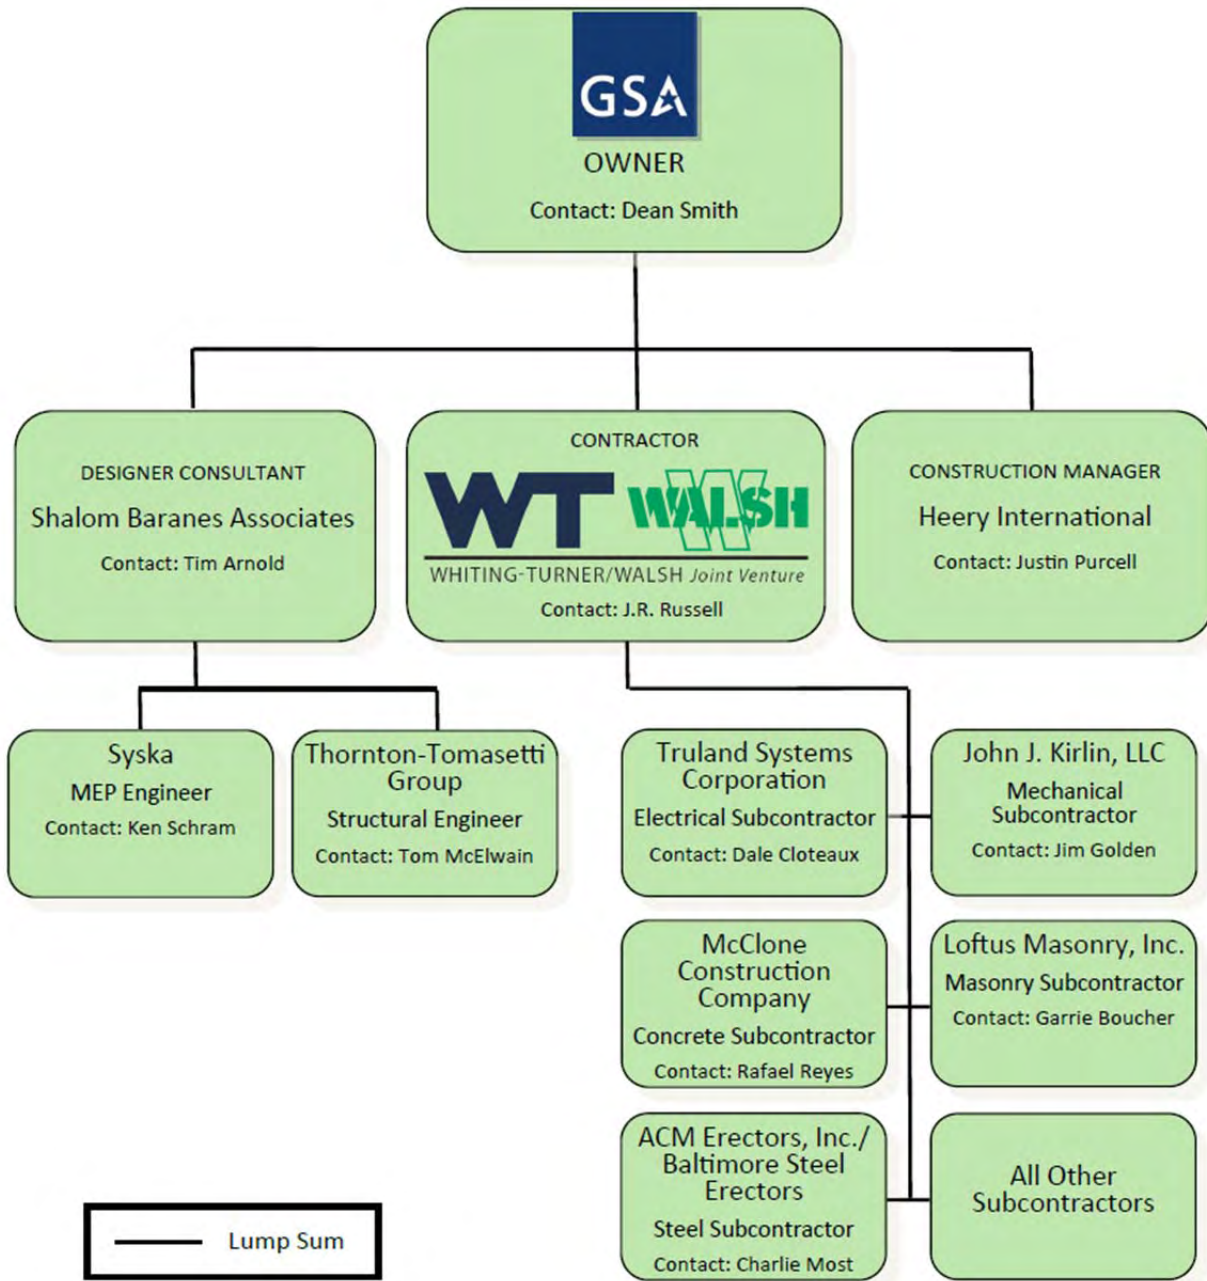 GSA
OWNER
Contact: Dean Smith
DESIGNER CONSULTANT
Shalom Baranes Associates
Contact: Tim Arnold
CONTRACTOR
WT WALSH
WHITING-TURNER/WALSH Joint Venture
Contact: J.R. Russell
CONSTRUCTION MANAGER
Heery International
Contact: Justin Purcell
Syska
MEP Engineer
Contact: Ken Schram
Thornton-Tomasetti
Group
Structural Engineer
Contact: Tom McElwain
Truland Systems
Corporation
Electrical Subcontractor
Contact: Dale Cloteaux
John J. Kirlin, LLC
Mechanical
Subcontractor
Contact: Jim Golden
McClone
Construction
Company
Concrete Subcontractor
Contact: Rafael Reyes
Loftus Masonry, Inc.
Masonry Subcontractor
Contact: Garrie Boucher
ACM Erectors, Inc./
Baltimore Steel
Erectors
Steel Subcontractor
Contact: Charlie Most
All Other
Subcontractors
Lump Sum